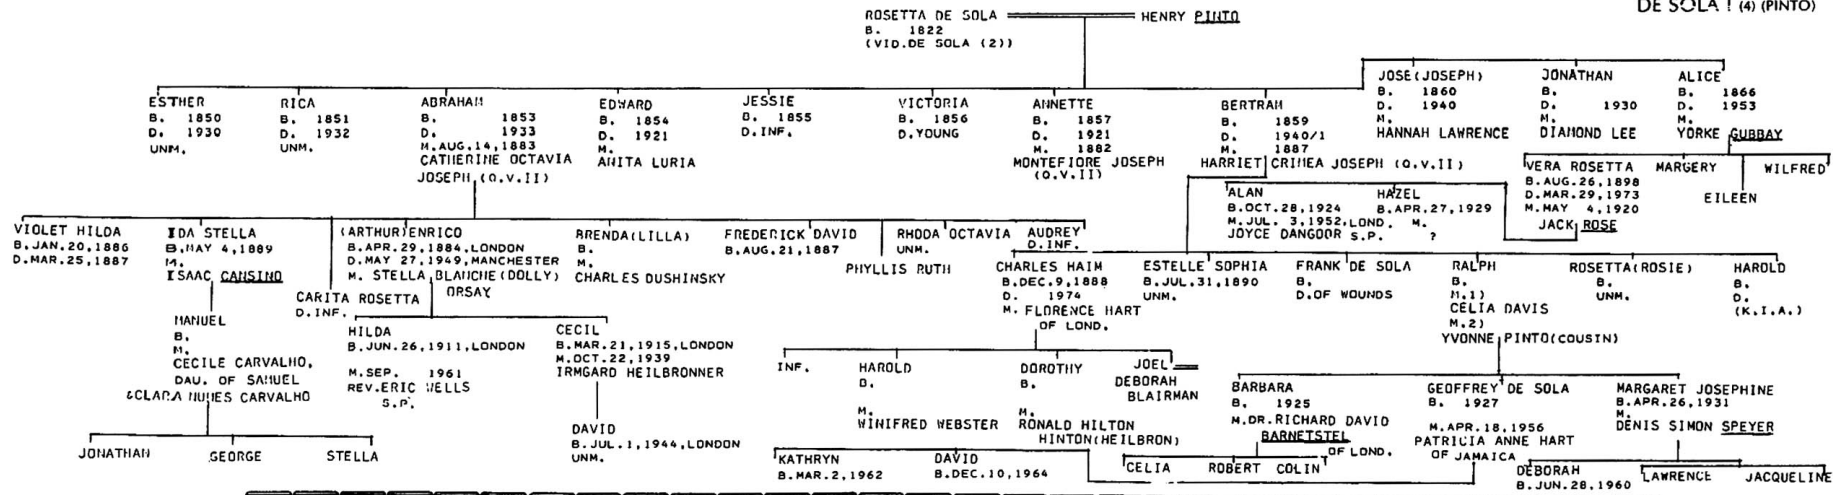 DE SOLA I (4) (PINTO)
ROSETTA DE SOLA
B. 1822
(VID.DE SOLA (2))
HENRY PINTO
ESTHER
B. 1850
D. 1930
UNM.
RICA
B. 1851
D. 1932
UNM.
ABRAHAM
B. 1853
D. 1933
M.AUG.14,1883
CATHERINE OCTAVIA
JOSEPH (Q.V.II)
EDWARD
B. 1854
D. 1921
M.
ANITA LURIA
JESSIE
B. 1855
D.INF.
VICTORIA
B. 1856
D.YOUNG
ANNETTE
B. 1857
D. 1921
M. 1882
MONTEFIORE JOSEPH
(Q.V.II)
BERTRAM
B. 1859
D. 1940/1
M. 1887
HARRIET CRIMEA JOSEPH (Q.V.II)
JOSE(JOSEPH)
B. 1860
D. 1940
M.
HANNAH LAWRENCE
JONATHAN
B.
D. 1930
M.
DIAMOND LEE
ALICE
B. 1866
D. 1953
M.
YORKE GUBBAY
VERA ROSETTA
B.AUG.26,1898
D.MAR.29,1973
M.MAY 4,1920
JACK ROSE
MARGERY
EILEEN
WILFRED
ALAN
B.OCT.28,1924
M.JUL. 3,1952,LOND.
JOYCE DANGOOR S.P.
HAZEL
B.APR.27,1929
M.
?
VIOLET HILDA
B.JAN.20,1886
D.MAR.25,1887
IDA STELLA
B.MAY 4,1889
M.
ISAAC CANSINO
CARITA ROSETTA
D.INF.
(ARTHUR)ENRICO
B.APR.29,1884,LONDON
D.MAY 27,1949,MANCHESTER
M. STELLA BLANCHE(DOLLY)
ORSAY
BRENDA(LILLA)
B.
M.
CHARLES DUSHINSKY
FREDERICK DAVID
B.AUG.21,1887
PHYLLIS RUTH
RHODA OCTAVIA
UNM.
AUDREY
D.INF.
CHARLES HAIM
B.DEC.9,1888
D. 1974
M. FLORENCE HART
OF LOND.
ESTELLE SOPHIA
B.JUL.31,1890
UNM.
FRANK DE SOLA
B.
D.OF WOUNDS
RALPH
B.
M.1)
CELIA DAVIS
M.2)
YVONNE PINTO(COUSIN)
ROSETTA(ROSIE)
B.
UNM.
HAROLD
B.
D.
(K.I.A.)
MANUEL
B.
M.
CECILE CARVALHO,
DAU. OF SAMUEL
&CLARA NUNES CARVALHO
HILDA
B.JUN.26,1911,LONDON
M.SEP. 1961
REV.ERIC WELLS
S.P.
CECIL
B.MAR.21,1915,LONDON
M.OCT.22,1939
IRMGARD HEILBRONNER
DAVID
B.JUL.1,1944,LONDON
UNM.
INF.
HAROLD
B.
M.
WINIFRED WEBSTER
DOROTHY
B.
M.
RONALD HILTON
HINTON(HEILBRON)
JOEL
DEBORAH
BLAIRMAN
BARBARA
B. 1925
M.DR.RICHARD DAVID
BARNETSTEL
OF LOND.
GEOFFREY DE SOLA
B. 1927
M.APR.18,1956
PATRICIA ANNE HART
OF JAMAICA
MARGARET JOSEPHINE
B.APR.26,1931
M.
DENIS SIMON SPEYER
JONATHAN
GEORGE
STELLA
KATHRYN
B.MAR.2,1962
DAVID
B.DEC.10,1964
CELIA
ROBERT
COLIN
DEBORAH
B.JUN.28,1960
LAWRENCE
JACQUELINE